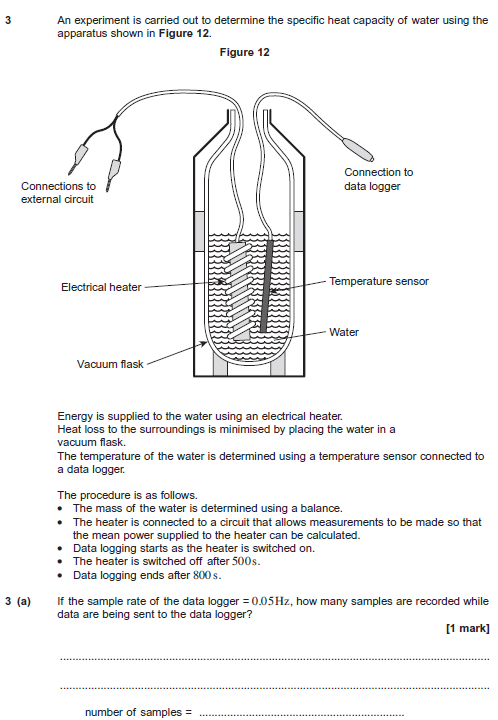 3 An experiment is carried out to determine the specific heat capacity of water using the
apparatus shown in Figure 12.
Figure 12
Connections to
external circuit
Connection to
data logger
Electrical heater
Temperature sensor
Water
Vacuum flask
Energy is supplied to the water using an electrical heater.
Heat loss to the surroundings is minimised by placing the water in a
vacuum flask.
The temperature of the water is determined using a temperature sensor connected to
a data logger.
The procedure is as follows.
• The mass of the water is determined using a balance.
• The heater is connected to a circuit that allows measurements to be made so that
the mean power supplied to the heater can be calculated.
• Data logging starts as the heater is switched on.
• The heater is switched off after 500s.
• Data logging ends after 800s.
3 (a) If the sample rate of the data logger = 0.05Hz, how many samples are recorded while
data are being sent to the data logger?
[1 mark]
number of samples =